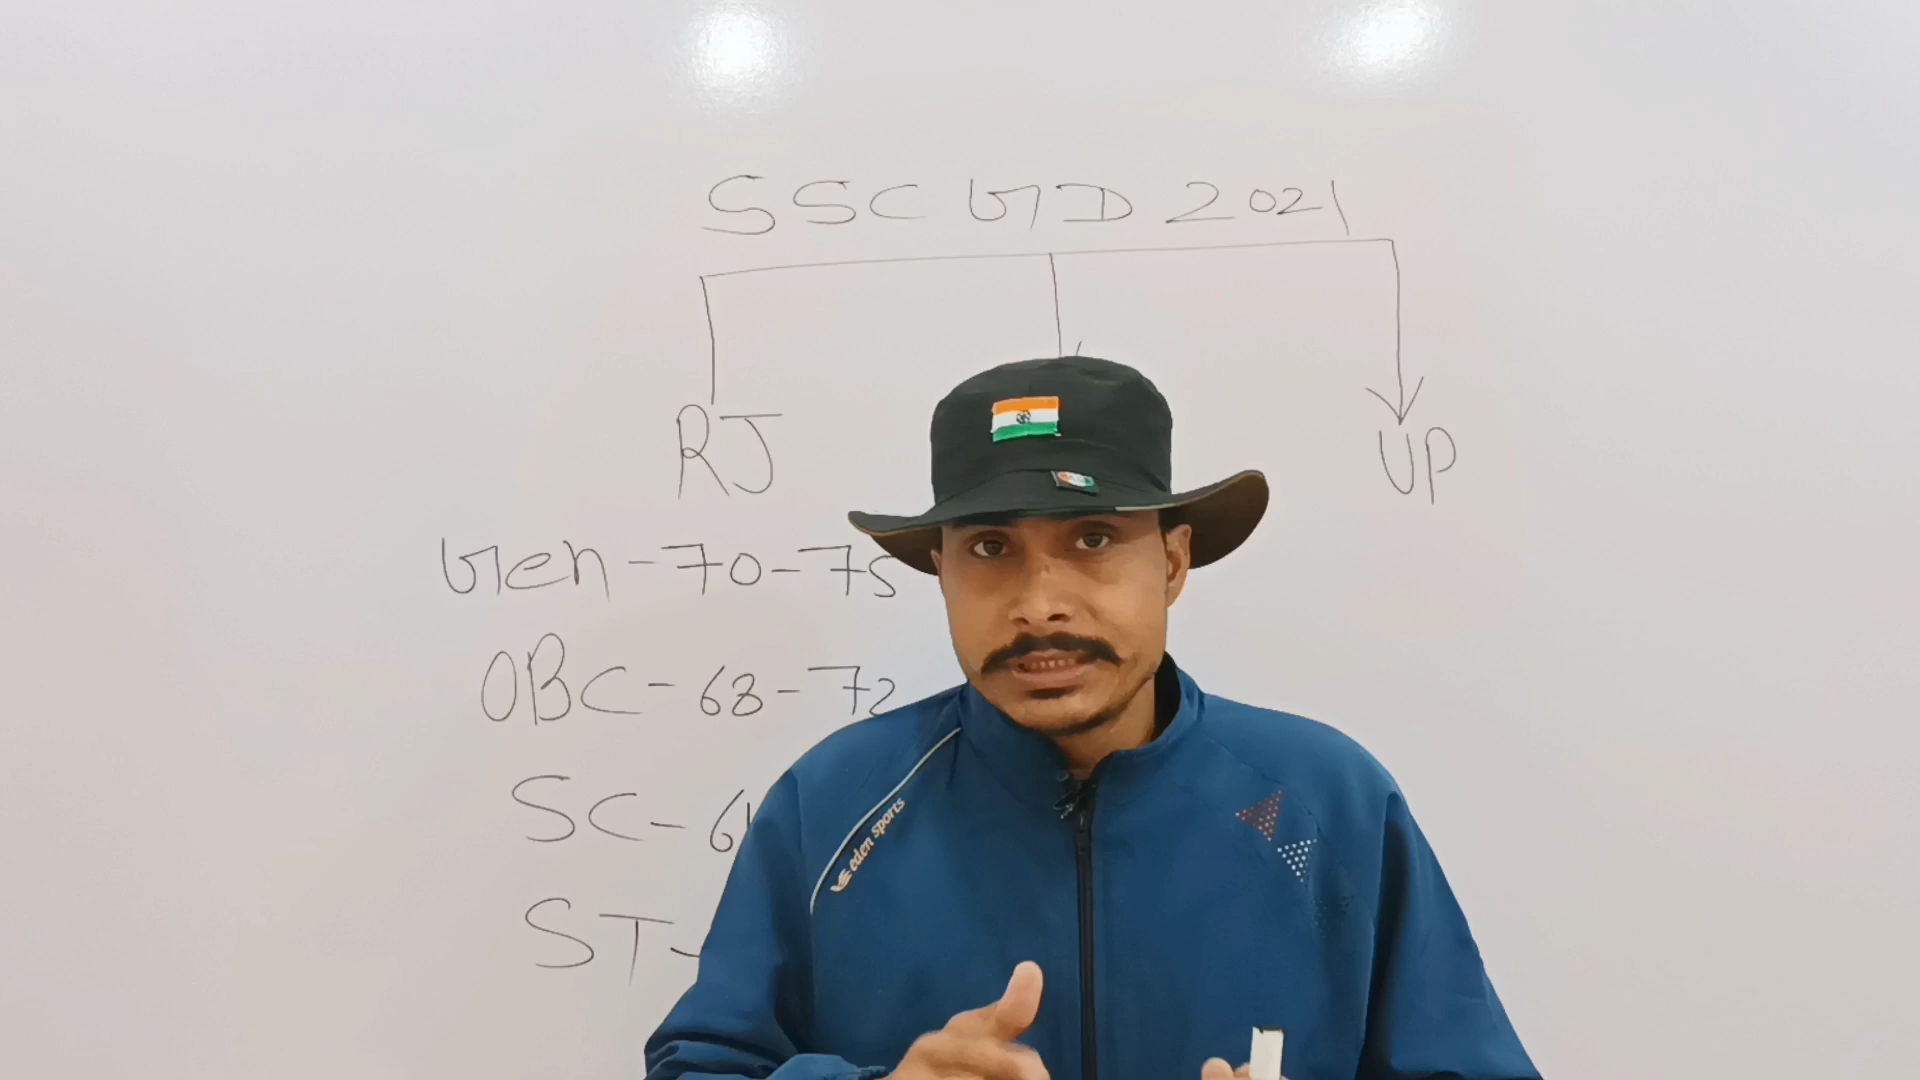 SSC GD 2021
RJ
UP
Gen-70-75
OBC-68-72
SC-6
ST-
eden sports